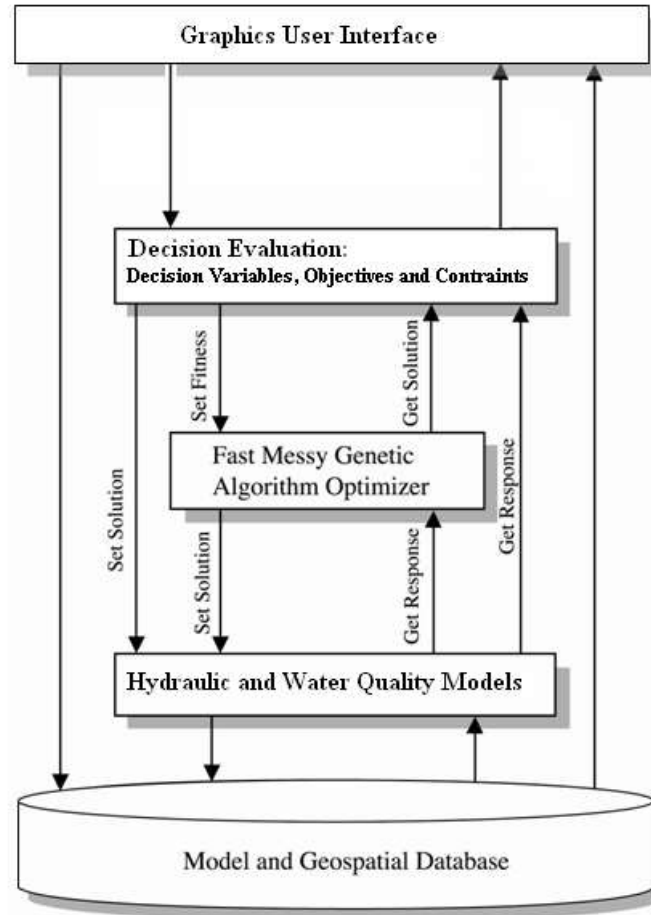 Graphics User Interface
Decision Evaluation:
Decision Variables, Objectives and Contraints
Set Fitness
Get Solution
Fast Messy Genetic
Algorithm Optimizer
Set Solution
Get Response
Set Solution
Get Response
Hydraulic and Water Quality Models
Model and Geospatial Database